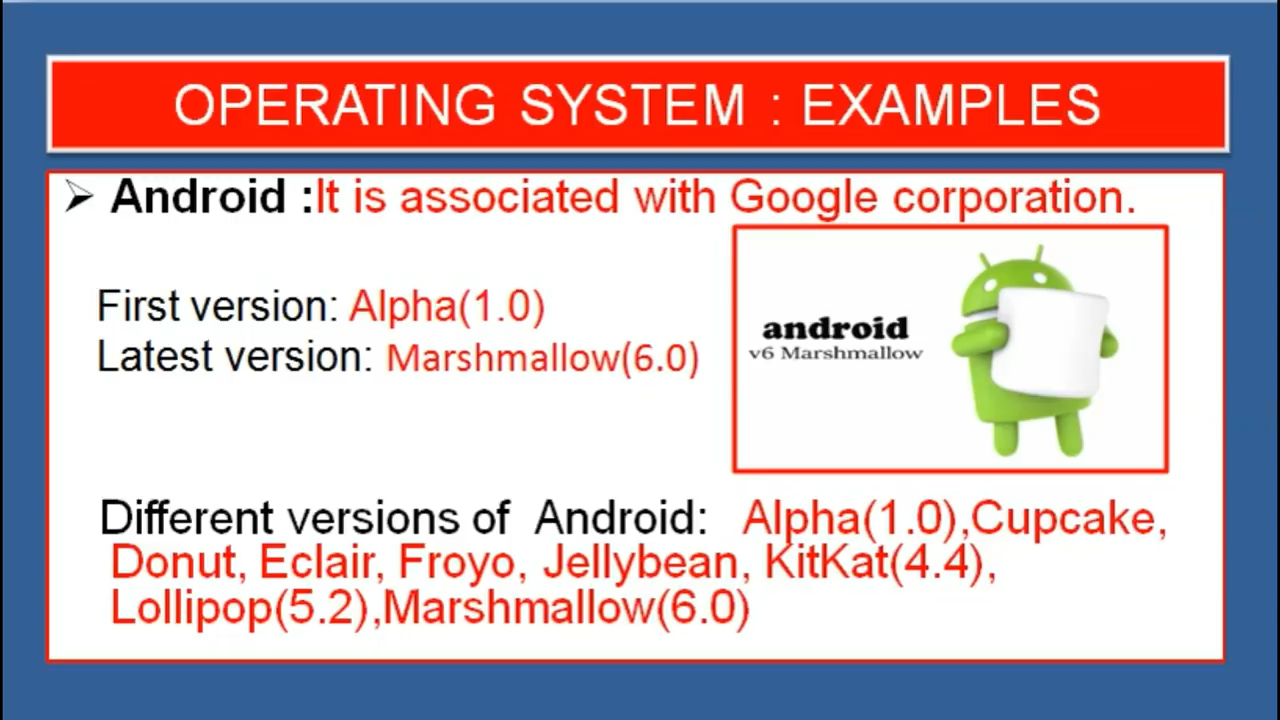 OPERATING SYSTEM : EXAMPLES
➢ Android :It is associated with Google corporation.
First version: Alpha(1.0)
Latest version: Marshmallow(6.0)
android
v6 Marshmallow
Different versions of Android: Alpha(1.0),Cupcake,
Donut, Eclair, Froyo, Jellybean, KitKat(4.4),
Lollipop(5.2),Marshmallow(6.0)